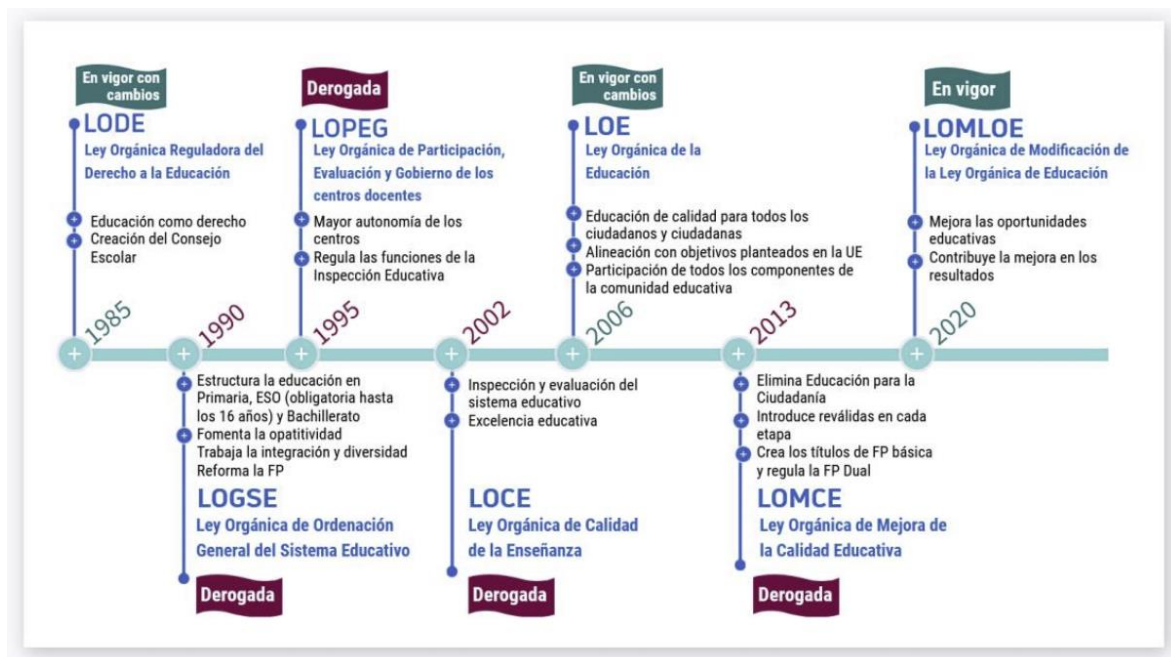 En vigor con
cambios
LODE
Ley Orgánica Reguladora del
Derecho a la Educación
Educación como derecho
Creación del Consejo
Escolar
1985
Derogada
LOPEG
Ley Orgánica de Participación,
Evaluación y Gobierno de los
centros docentes
Mayor autonomía de los
centros
Regula las funciones de la
Inspección Educativa
1995
En vigor con
cambios
LOE
Ley Orgánica de la
Educación
Educación de calidad para todos los
ciudadanos y ciudadanas
Alineación con objetivos planteados en la UE
Participación de todos los componentes de
la comunidad educativa
2006
En vigor
LOMLOE
Ley Orgánica de Modificación de
la Ley Orgánica de Educación
Mejora las oportunidades
educativas
Contribuye la mejora en los
resultados
2020
1990
Estructura la educación en
Primaria, ESO (obligatoria hasta
los 16 años) y Bachillerato
Fomenta la opatitividad
Trabaja la integración y diversidad
Reforma la FP
LOGSE
Ley Orgánica de Ordenación
General del Sistema Educativo
Derogada
2002
Inspección y evaluación del
sistema educativo
Excelencia educativa
LOCE
Ley Orgánica de Calidad
de la Enseñanza
Derogada
2013
Elimina Educación para la
Ciudadanía
Introduce reválidas en cada
etapa
Crea los títulos de FP básica
y regula la FP Dual
LOMCE
Ley Orgánica de Mejora de
la Calidad Educativa
Derogada